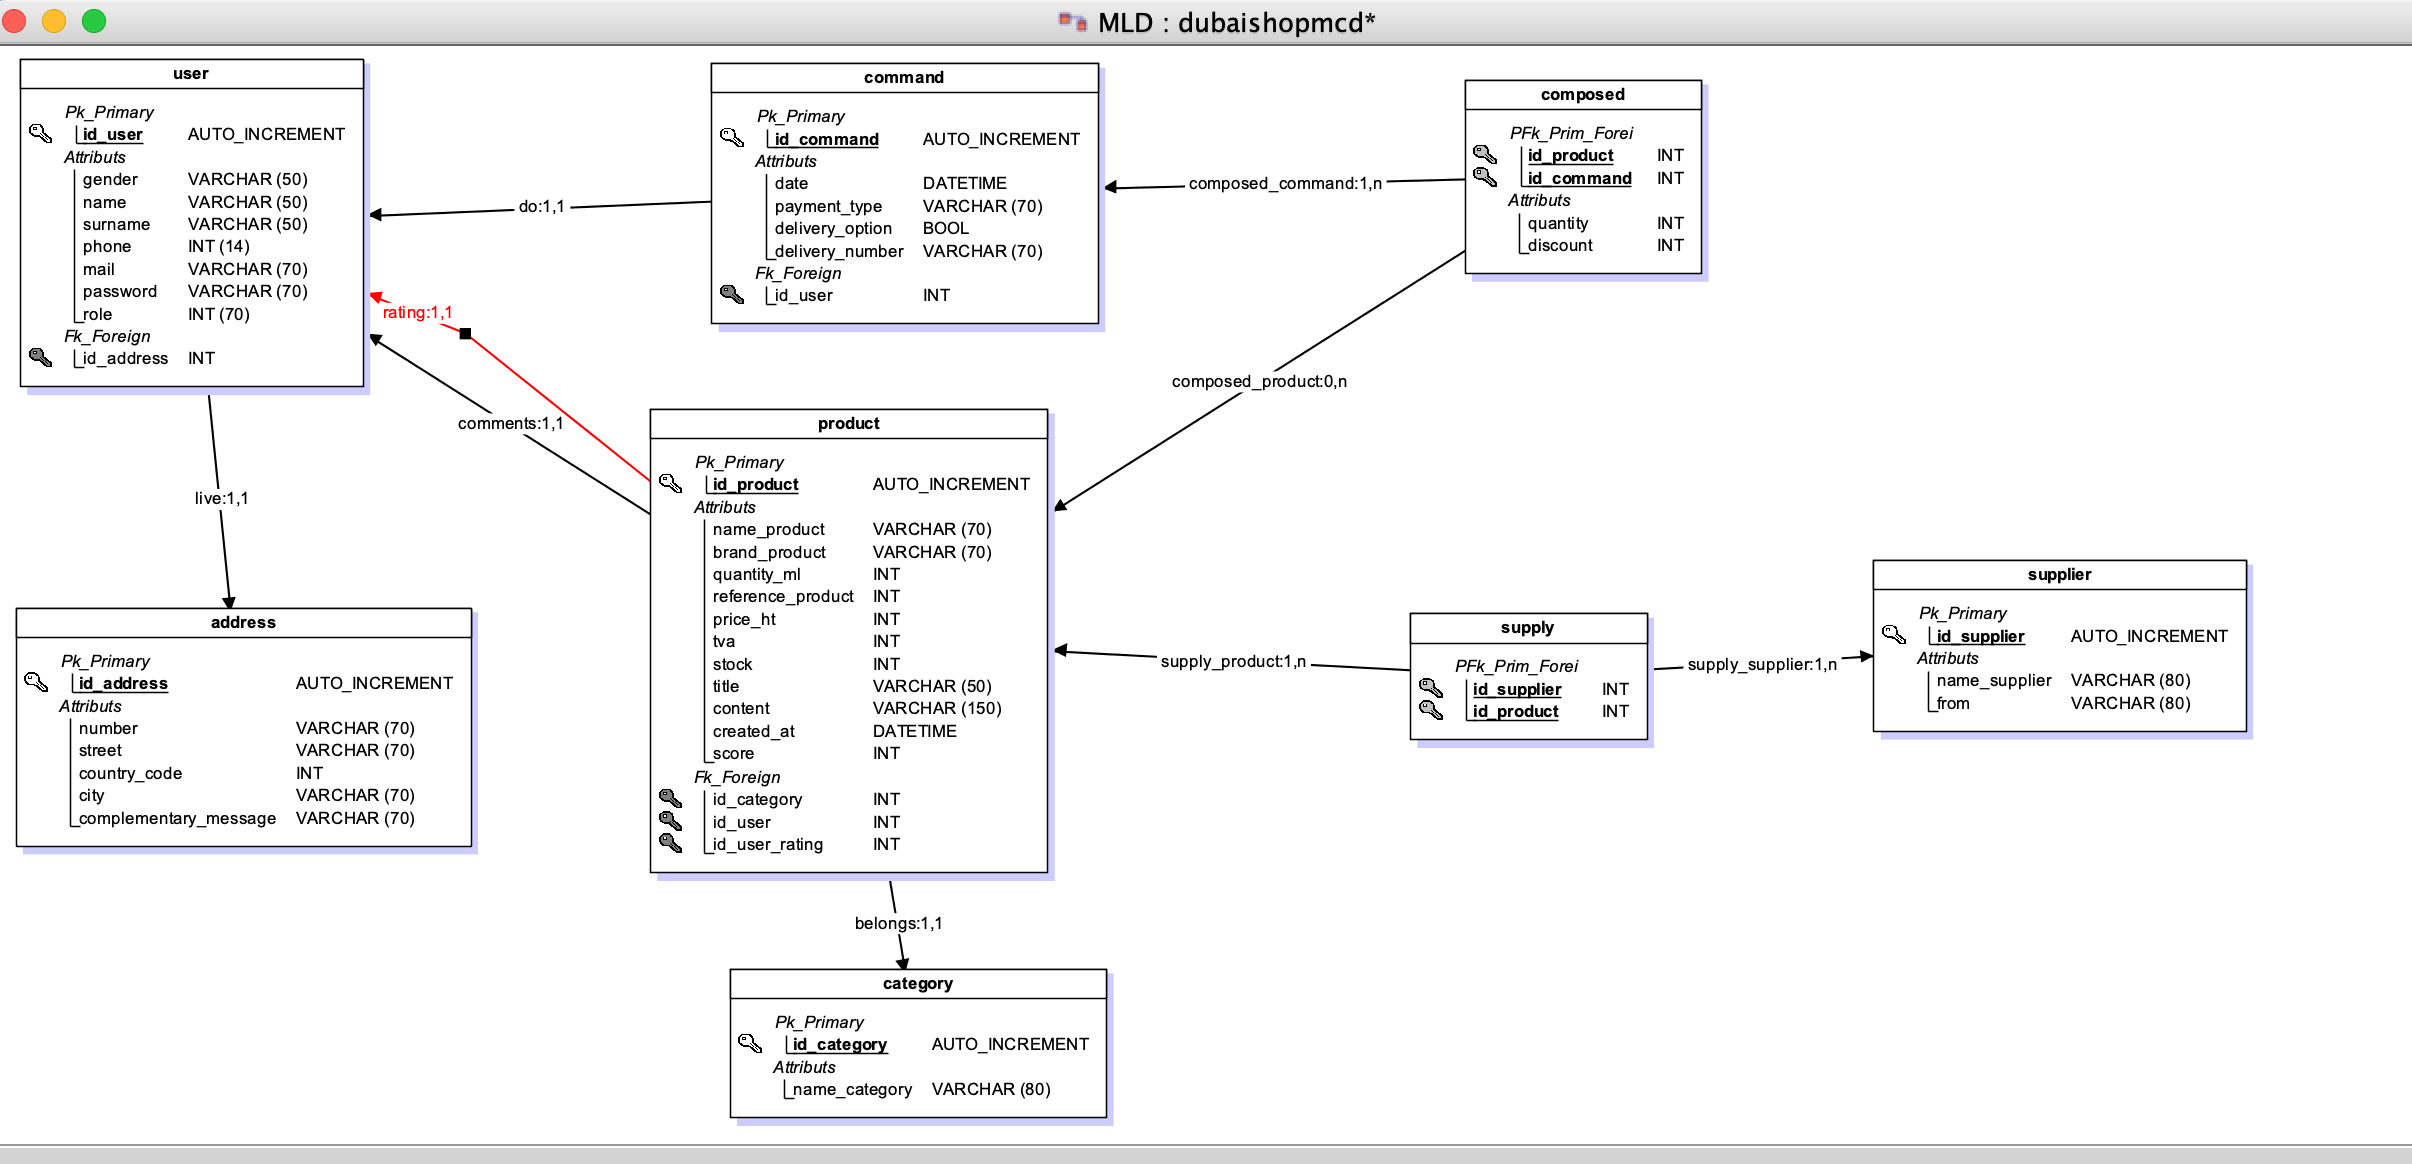 MLD : dubaishopmcd*
user
Pk_Primary
id_user AUTO_INCREMENT
Attributs
gender VARCHAR (50)
name VARCHAR (50)
surname VARCHAR (50)
phone INT (14)
mail VARCHAR (70)
password VARCHAR (70)
role INT (70)
Fk_Foreign
id_address INT
do:1,1
command
Pk_Primary
id_command AUTO_INCREMENT
Attributs
date DATETIME
payment_type VARCHAR (70)
delivery_option BOOL
delivery_number VARCHAR (70)
Fk_Foreign
id_user INT
composed_command:1,n
composed
PFk_Prim_Forei
id_product INT
id_command INT
Attributs
quantity INT
discount INT
rating:1,1
comments:1,1
composed_product:0,n
live:1,1
address
Pk_Primary
id_address AUTO_INCREMENT
Attributs
number VARCHAR (70)
street VARCHAR (70)
country_code INT
city VARCHAR (70)
complementary_message VARCHAR (70)
product
Pk_Primary
id_product AUTO_INCREMENT
Attributs
name_product VARCHAR (70)
brand_product VARCHAR (70)
quantity_ml INT
reference_product INT
price_ht INT
tva INT
stock INT
title VARCHAR (50)
content VARCHAR (150)
created_at DATETIME
score INT
Fk_Foreign
id_category INT
id_user INT
id_user_rating INT
supply_product:1,n
supply
PFk_Prim_Forei
id_supplier INT
id_product INT
supply_supplier:1,n
supplier
Pk_Primary
id_supplier AUTO_INCREMENT
Attributs
name_supplier VARCHAR (80)
from VARCHAR (80)
belongs:1,1
category
Pk_Primary
id_category AUTO_INCREMENT
Attributs
name_category VARCHAR (80)